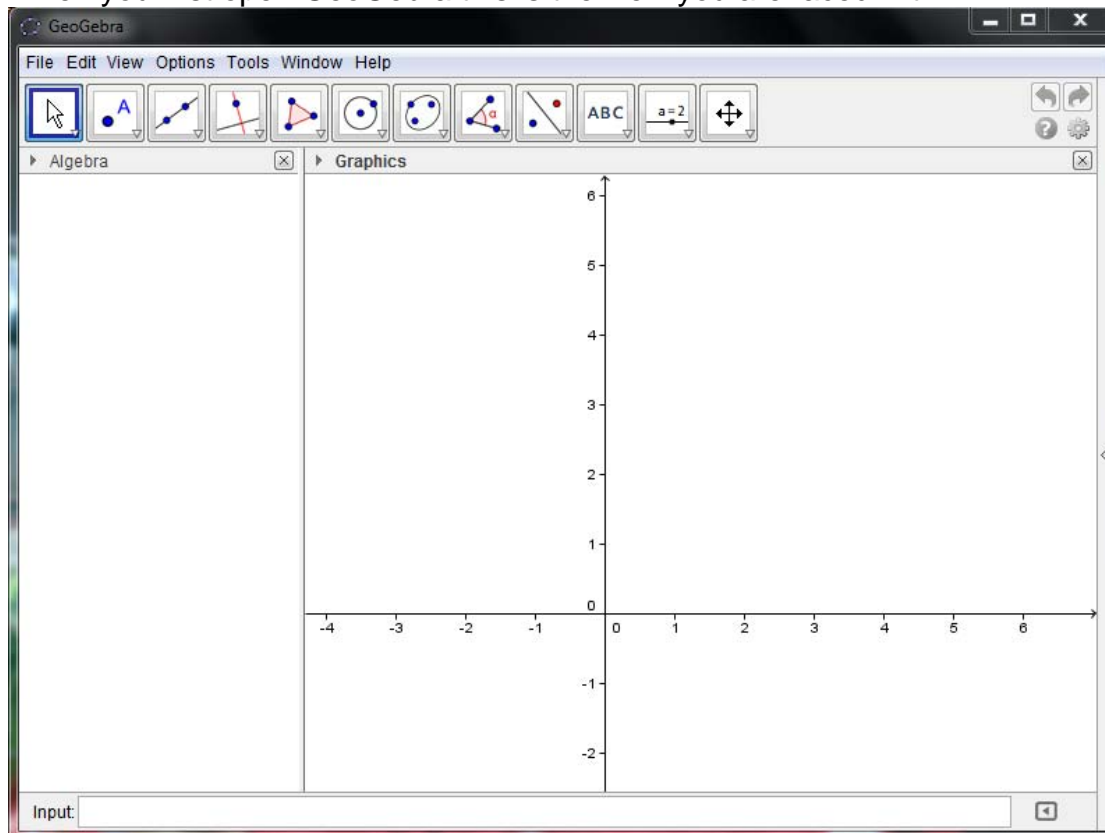 GeoGebra
File Edit View Options Tools Window Help
A
α
ABC
a=2
Algebra
Graphics
6
5
4
3
2
1
0
-4 -3 -2 -1 0 1 2 3 4 5 6
-1
-2
Input: